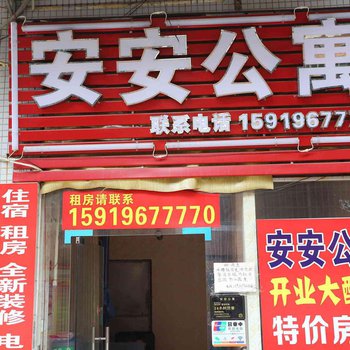 安安公寓
联系电话 159196777
租房请联系
15919677770
住宿 租房 全新装修 电
安安公
开业大
特价房